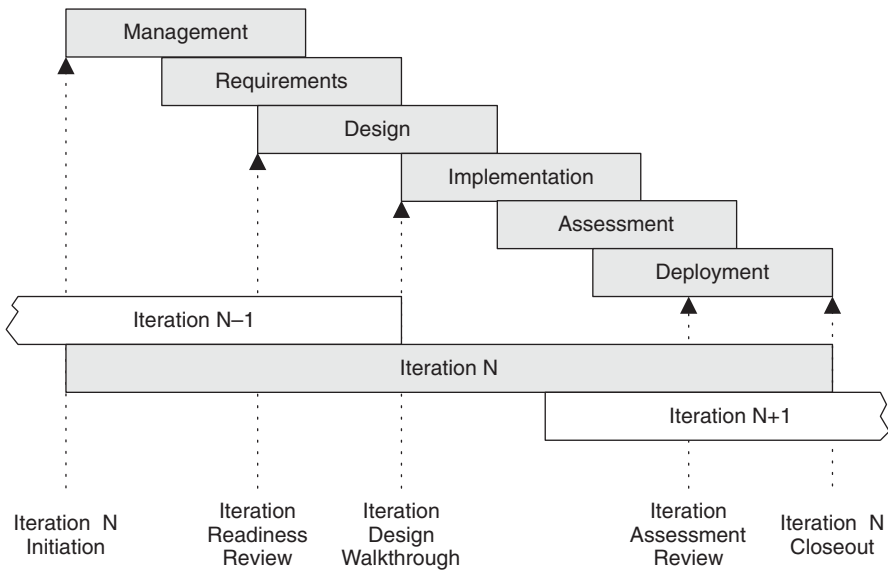 Management
Requirements
Design
Implementation
Assessment
Deployment
Iteration N–1
Iteration N
Iteration N+1
Iteration N
Initiation
Iteration
Readiness
Review
Iteration
Design
Walkthrough
Iteration
Assessment
Review
Iteration N
Closeout